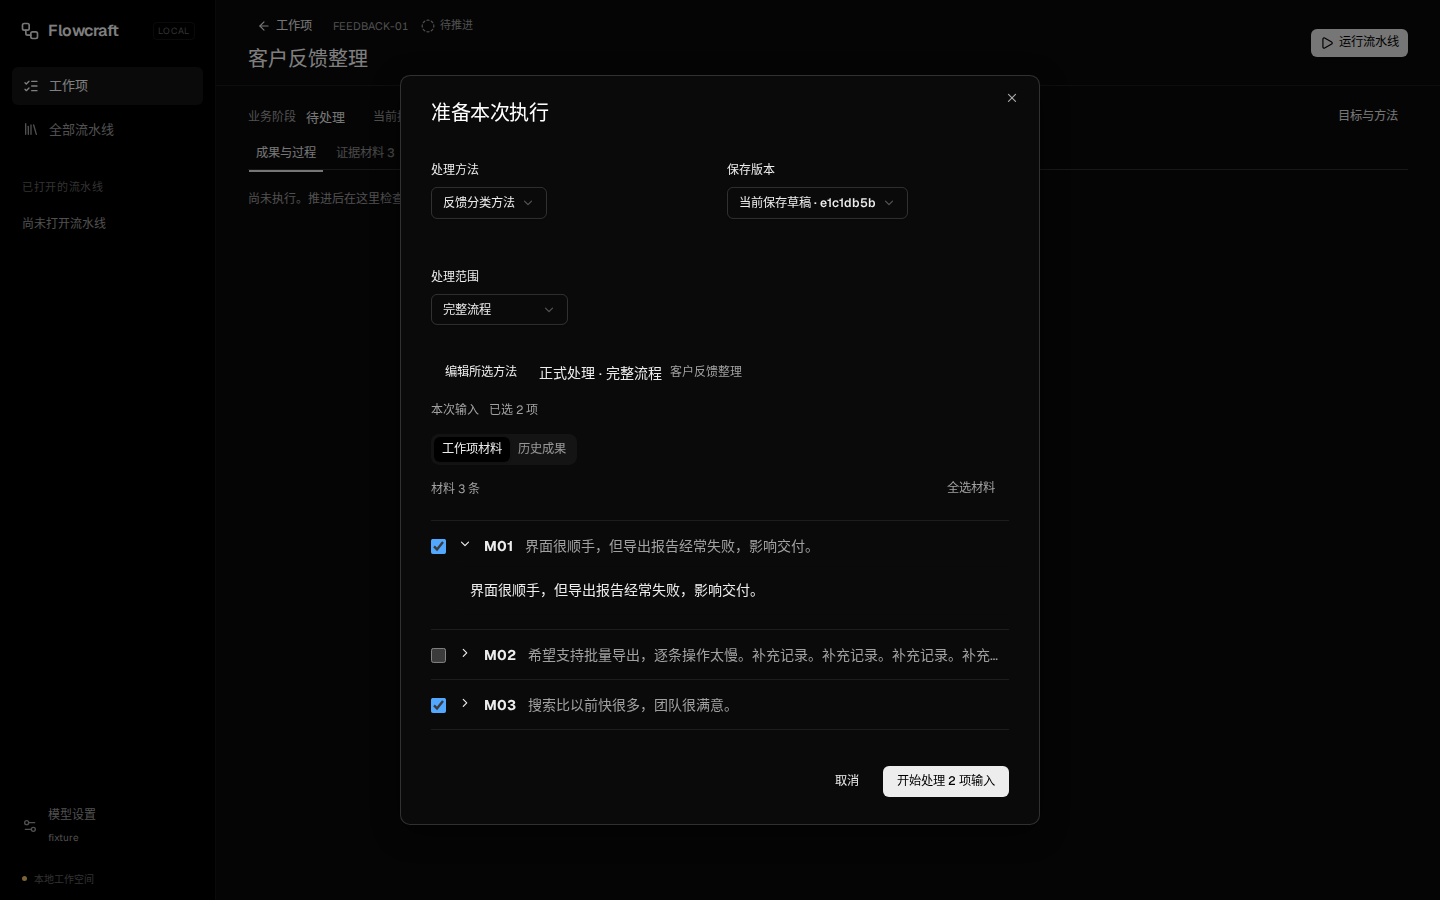 Flowcraft
LOCAL
工作项
全部流水线
已打开的流水线
尚未打开流水线
模型设置
fixture
本地工作空间
工作项
FEEDBACK-01
待推进
客户反馈整理
运行流水线
业务阶段 待处理
目标与方法
成果与过程
证据材料 3
尚未执行。推进后在这里检查
准备本次执行
处理方法
保存版本
反馈分类方法
当前保存草稿 · e1c1db5b
处理范围
完整流程
编辑所选方法
正式处理 · 完整流程
客户反馈整理
本次输入 已选 2 项
工作项材料
历史成果
材料 3 条
全选材料
M01 界面很顺手，但导出报告经常失败，影响交付。
界面很顺手，但导出报告经常失败，影响交付。
M02 希望支持批量导出，逐条操作太慢。补充记录。补充记录。补充记录。补充...
M03 搜索比以前快很多，团队很满意。
取消
开始处理 2 项输入